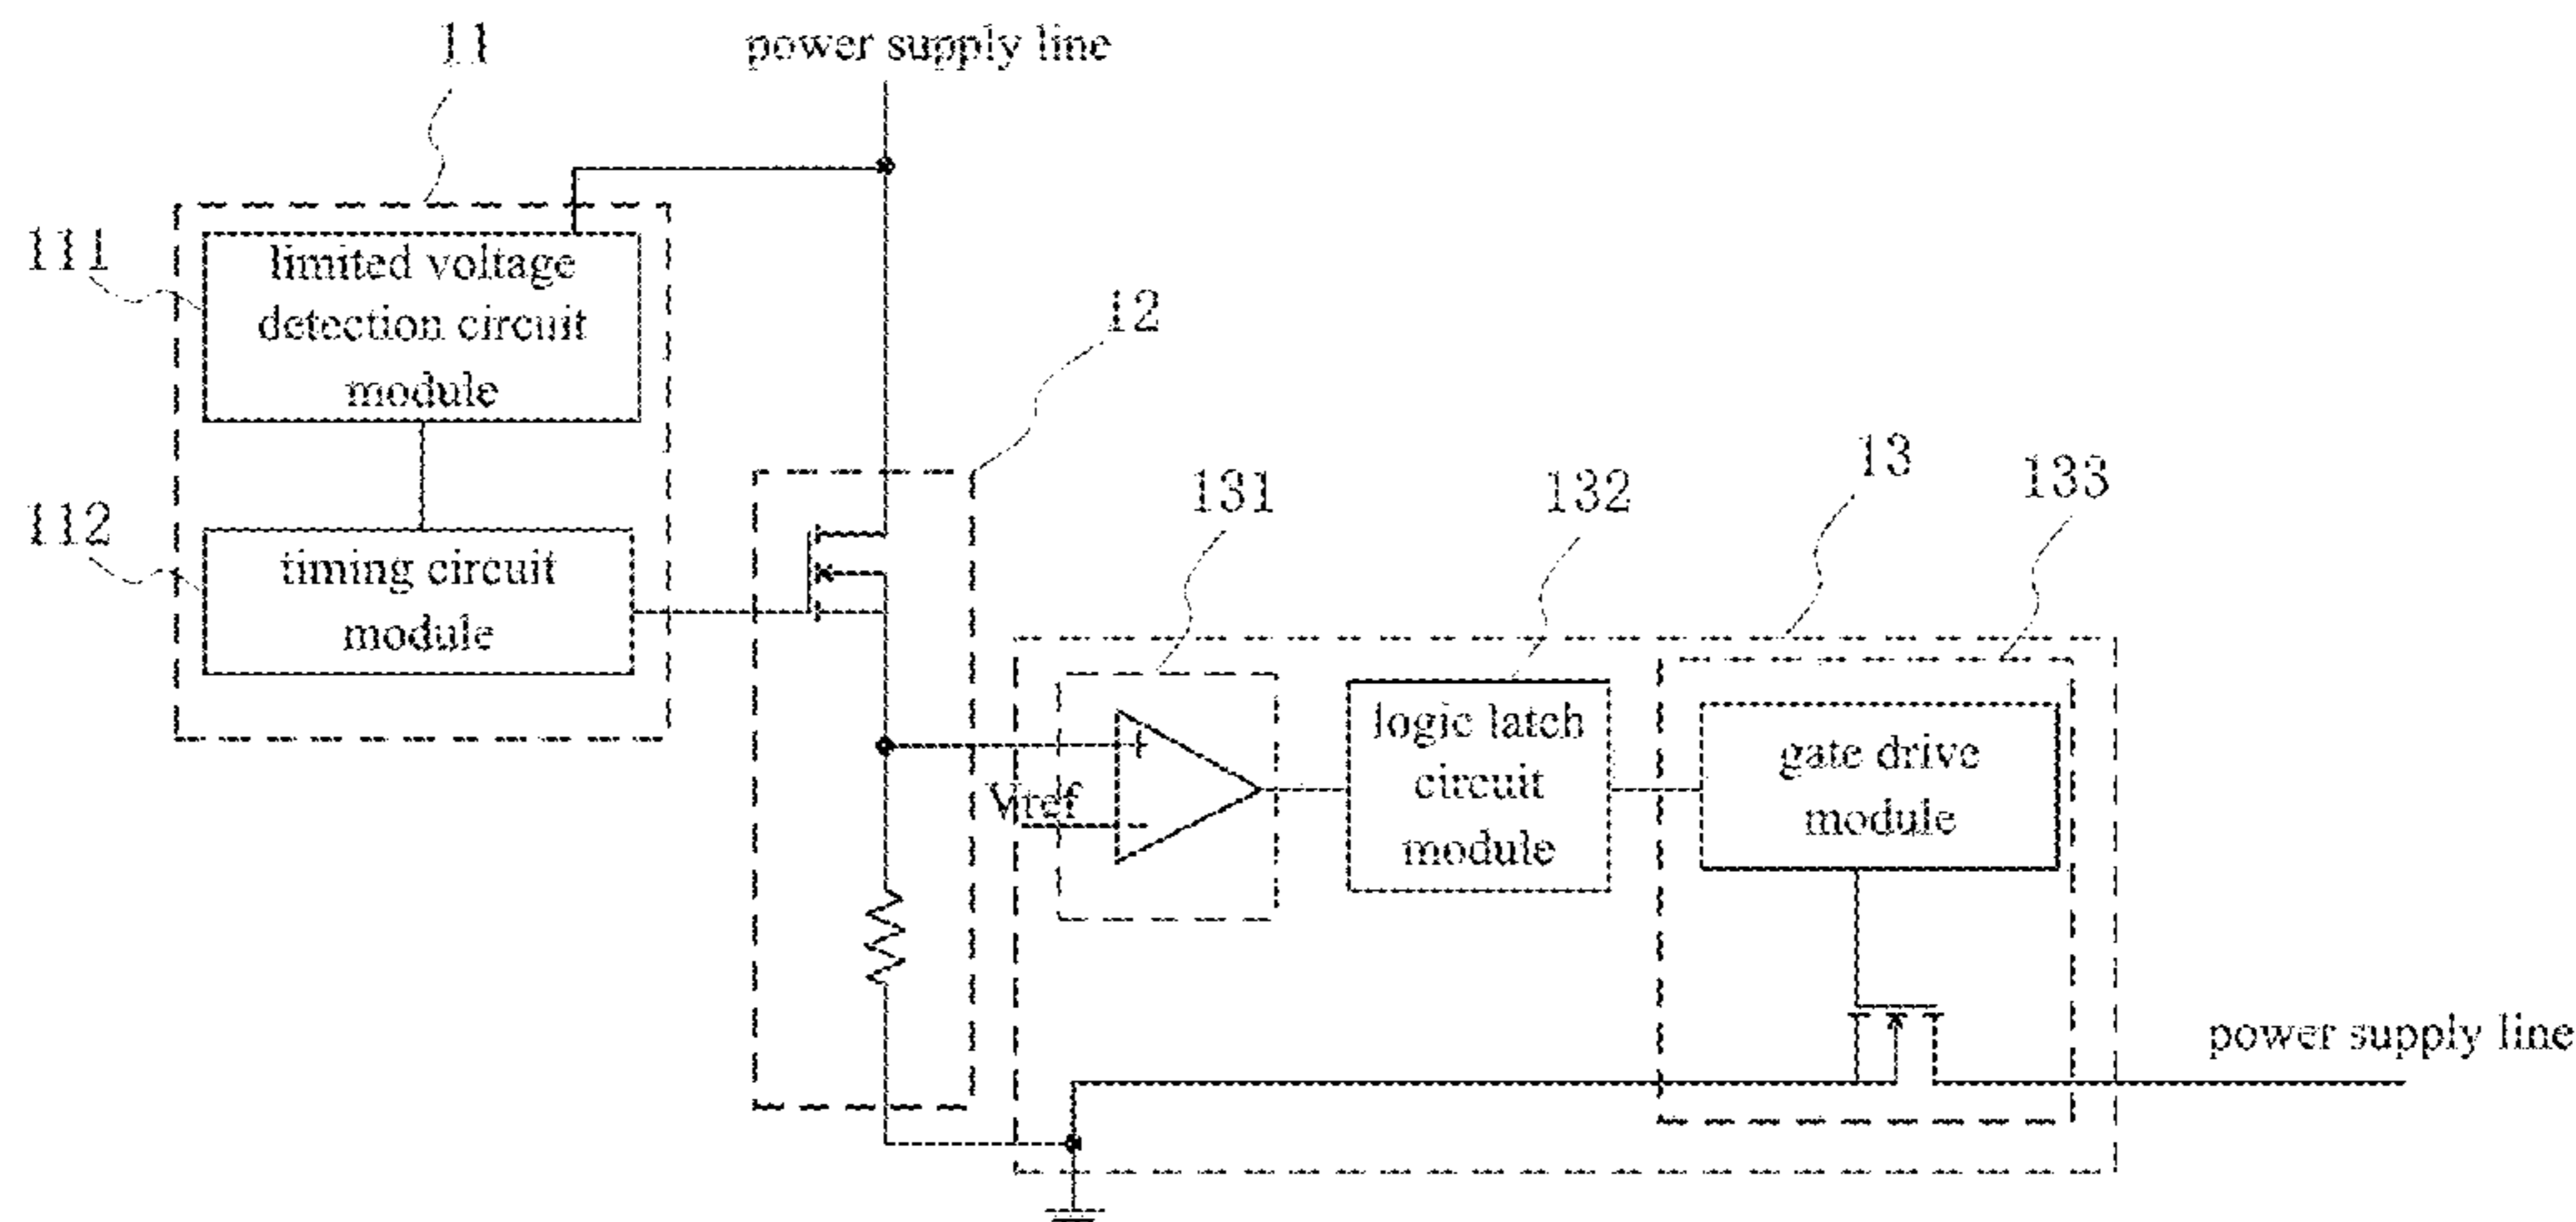 11
power supply line
111
limited voltage
detection circuit
module
12
112
timing circuit
module
131
132
13
133
+
Vref
-
logic latch
circuit
module
gate drive
module
power supply line